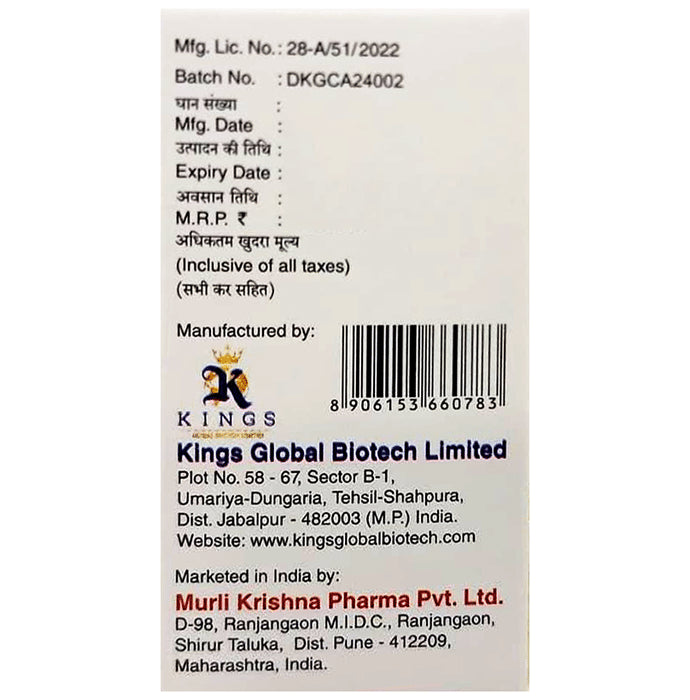 Mfg. Lic. No.: 28-A/51/2022
Batch No. : DKGCA24002
घान संख्या :
Mfg. Date :
उत्पादन की तिथि :
Expiry Date :
अवसान तिथि :
M.R.P. ₹ :
अधिकतम खुदरा मूल्य
(Inclusive of all taxes)
(सभी कर सहित)
Manufactured by:
K
KINGS
8 906153 660783
Kings Global Biotech Limited
Plot No. 58 - 67, Sector B-1,
Umariya-Dungaria, Tehsil-Shahpura,
Dist. Jabalpur - 482003 (M.P.) India.
Website: www.kingsglobalbiotech.com
Marketed in India by:
Murli Krishna Pharma Pvt. Ltd.
D-98, Ranjangaon M.I.D.C., Ranjangaon,
Shirur Taluka, Dist. Pune - 412209,
Maharashtra, India.